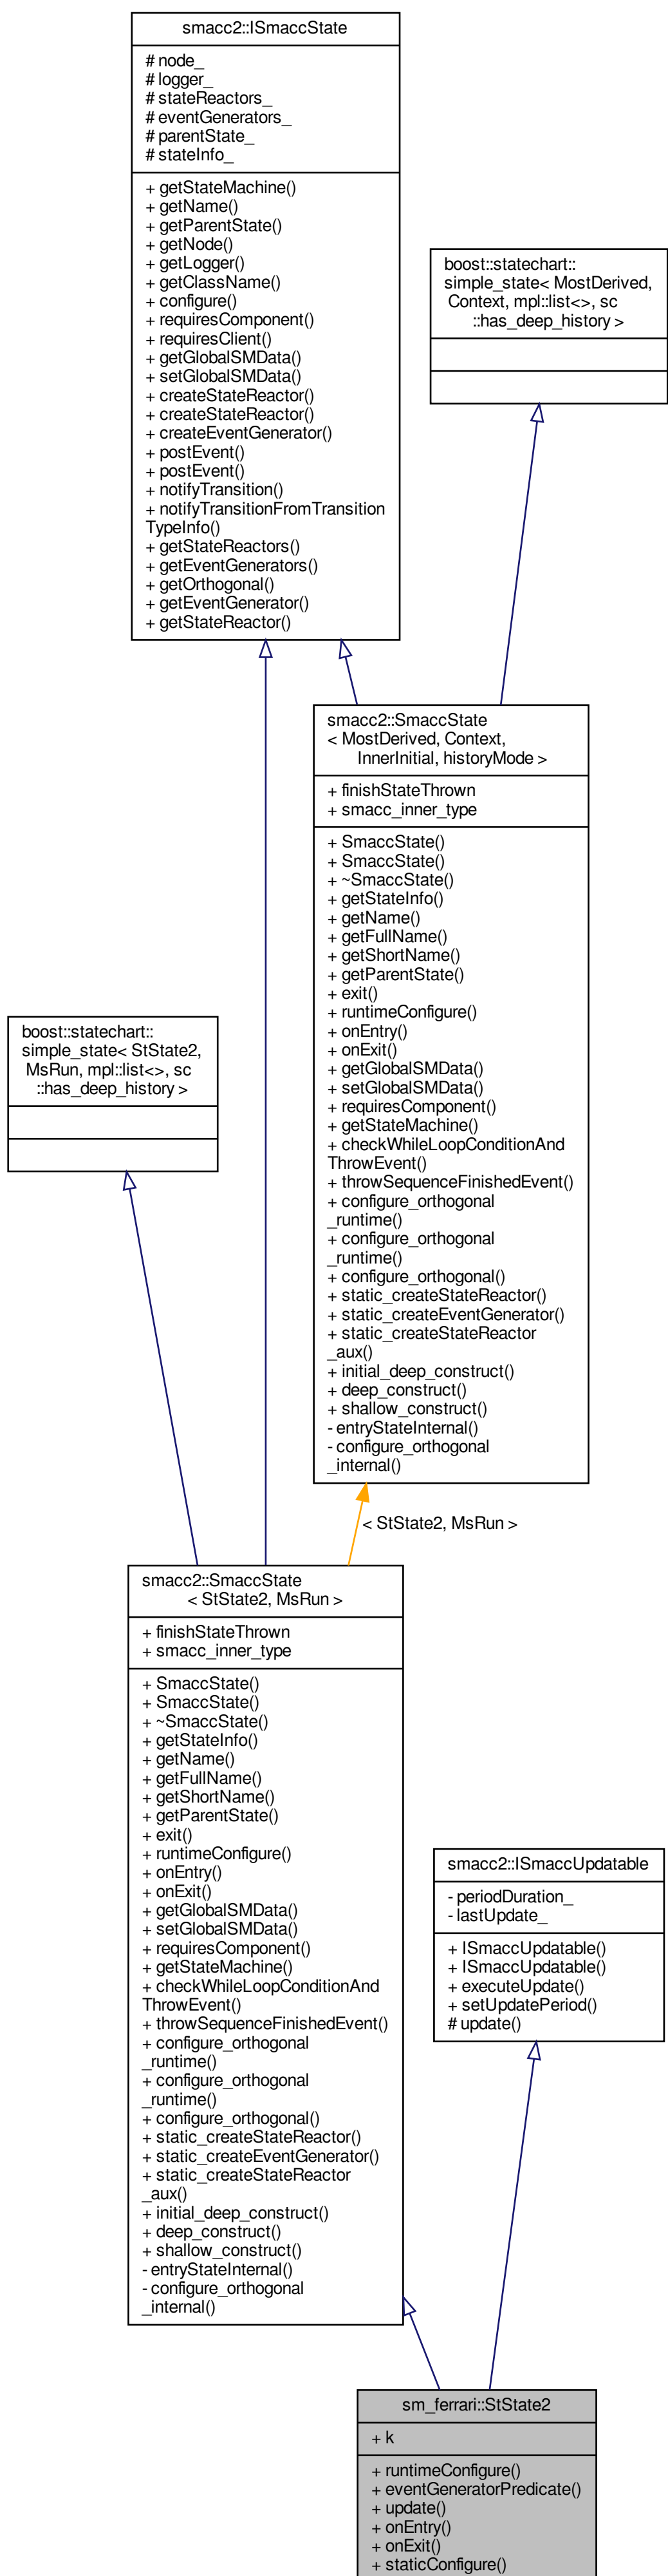 smacc2::ISmaccState
# node_
# logger_
# stateReactors_
# eventGenerators_
# parentState_
# stateInfo_
+ getStateMachine()
+ getName()
+ getParentState()
+ getNode()
+ getLogger()
+ getClassName()
+ configure()
+ requiresComponent()
+ requiresClient()
+ getGlobalSMData()
+ setGlobalSMData()
+ createStateReactor()
+ createStateReactor()
+ createEventGenerator()
+ postEvent()
+ postEvent()
+ notifyTransition()
+ notifyTransitionFromTransition
TypeInfo()
+ getStateReactors()
+ getEventGenerators()
+ getOrthogonal()
+ getEventGenerator()
+ getStateReactor()
boost::statechart::
simple_state< MostDerived,
Context, mpl::list<>, sc
::has_deep_history >
smacc2::SmaccState
< MostDerived, Context,
InnerInitial, historyMode >
+ finishStateThrown
+ smacc_inner_type
+ SmaccState()
+ SmaccState()
+ ~SmaccState()
+ getStateInfo()
+ getName()
+ getFullName()
+ getShortName()
+ getParentState()
+ exit()
+ runtimeConfigure()
+ onEntry()
+ onExit()
+ getGlobalSMData()
+ setGlobalSMData()
+ requiresComponent()
+ getStateMachine()
+ checkWhileLoopConditionAnd
ThrowEvent()
+ throwSequenceFinishedEvent()
+ configure_orthogonal
_runtime()
+ configure_orthogonal
_runtime()
+ configure_orthogonal()
+ static_createStateReactor()
+ static_createEventGenerator()
+ static_createStateReactor
_aux()
+ initial_deep_construct()
+ deep_construct()
+ shallow_construct()
- entryStateInternal()
- configure_orthogonal
_internal()
boost::statechart::
simple_state< StState2,
MsRun, mpl::list<>, sc
::has_deep_history >
< StState2, MsRun >
smacc2::SmaccState
< StState2, MsRun >
+ finishStateThrown
+ smacc_inner_type
+ SmaccState()
+ SmaccState()
+ ~SmaccState()
+ getStateInfo()
+ getName()
+ getFullName()
+ getShortName()
+ getParentState()
+ exit()
+ runtimeConfigure()
+ onEntry()
+ onExit()
+ getGlobalSMData()
+ setGlobalSMData()
+ requiresComponent()
+ getStateMachine()
+ checkWhileLoopConditionAnd
ThrowEvent()
+ throwSequenceFinishedEvent()
+ configure_orthogonal
_runtime()
+ configure_orthogonal
_runtime()
+ configure_orthogonal()
+ static_createStateReactor()
+ static_createEventGenerator()
+ static_createStateReactor
_aux()
+ initial_deep_construct()
+ deep_construct()
+ shallow_construct()
- entryStateInternal()
- configure_orthogonal
_internal()
smacc2::ISmaccUpdatable
- periodDuration_
- lastUpdate_
+ ISmaccUpdatable()
+ ISmaccUpdatable()
+ executeUpdate()
+ setUpdatePeriod()
# update()
sm_ferrari::StState2
+ k
+ runtimeConfigure()
+ eventGeneratorPredicate()
+ update()
+ onEntry()
+ onExit()
+ staticConfigure()